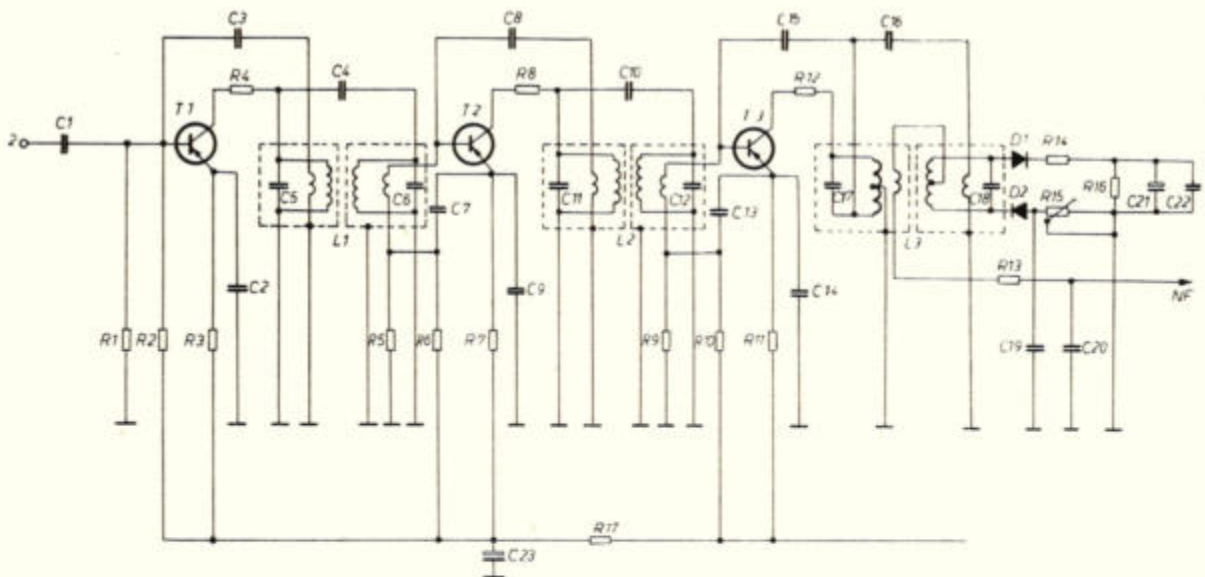 C3 C8 C15 C16
R4 C4 R8 C10 R12
T1 T2 T3
2 C1
D1 R14
C5 C6 C11 C12 C17 C18 D2 R15 R16 C21 C22
C7 C13
L1 L2 L3
R13
C2 C9 C14 NF
R1 R2 R3 R5 R6 R7 R9 R10 R11 C19 C20
R17
C23